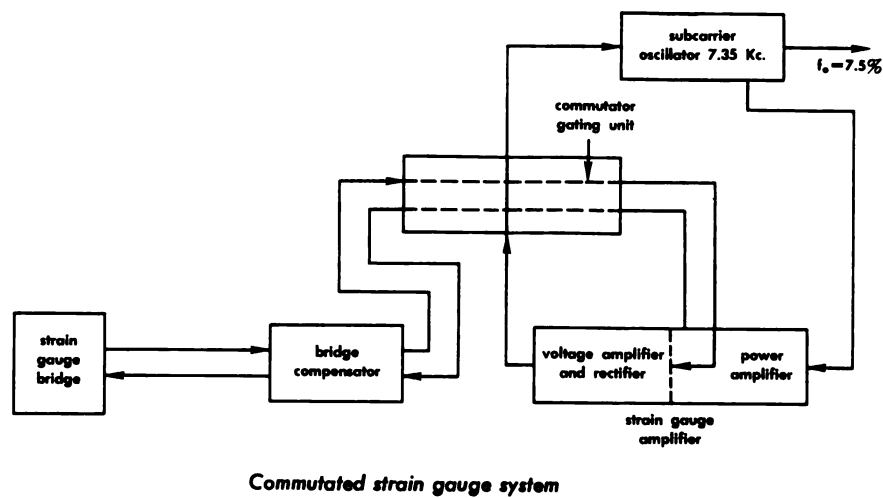 subcarrier
oscillator 7.35 Kc.
fₒ=7.5%
commutator
gating unit
strain
gauge
bridge
bridge
compensator
voltage amplifier
and rectifier
power
amplifier
strain gauge
amplifier
Commutated strain gauge system